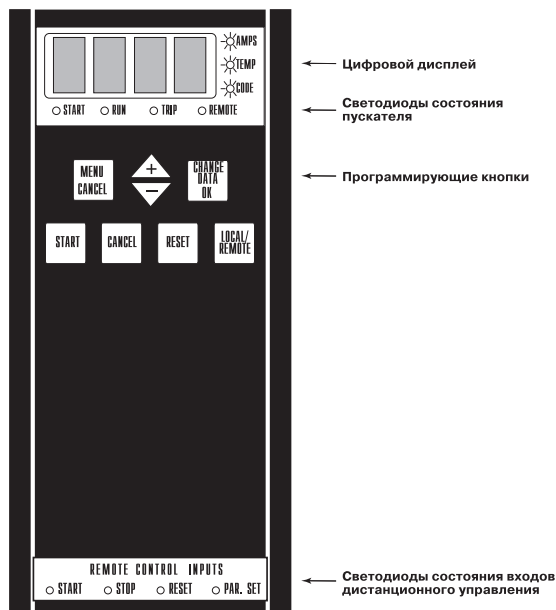 AMPS
TEMP
CODE
START RUN TRIP REMOTE
Цифровой дисплей
Светодиоды состояния
пускателя
MENU
CANCEL
+
−
CHANGE
DATA
OK
Программирующие кнопки
START
CANCEL
RESET
LOCAL/
REMOTE
REMOTE CONTROL INPUTS
START STOP RESET PAR. SET
Светодиоды состояния входов
дистанционного управления